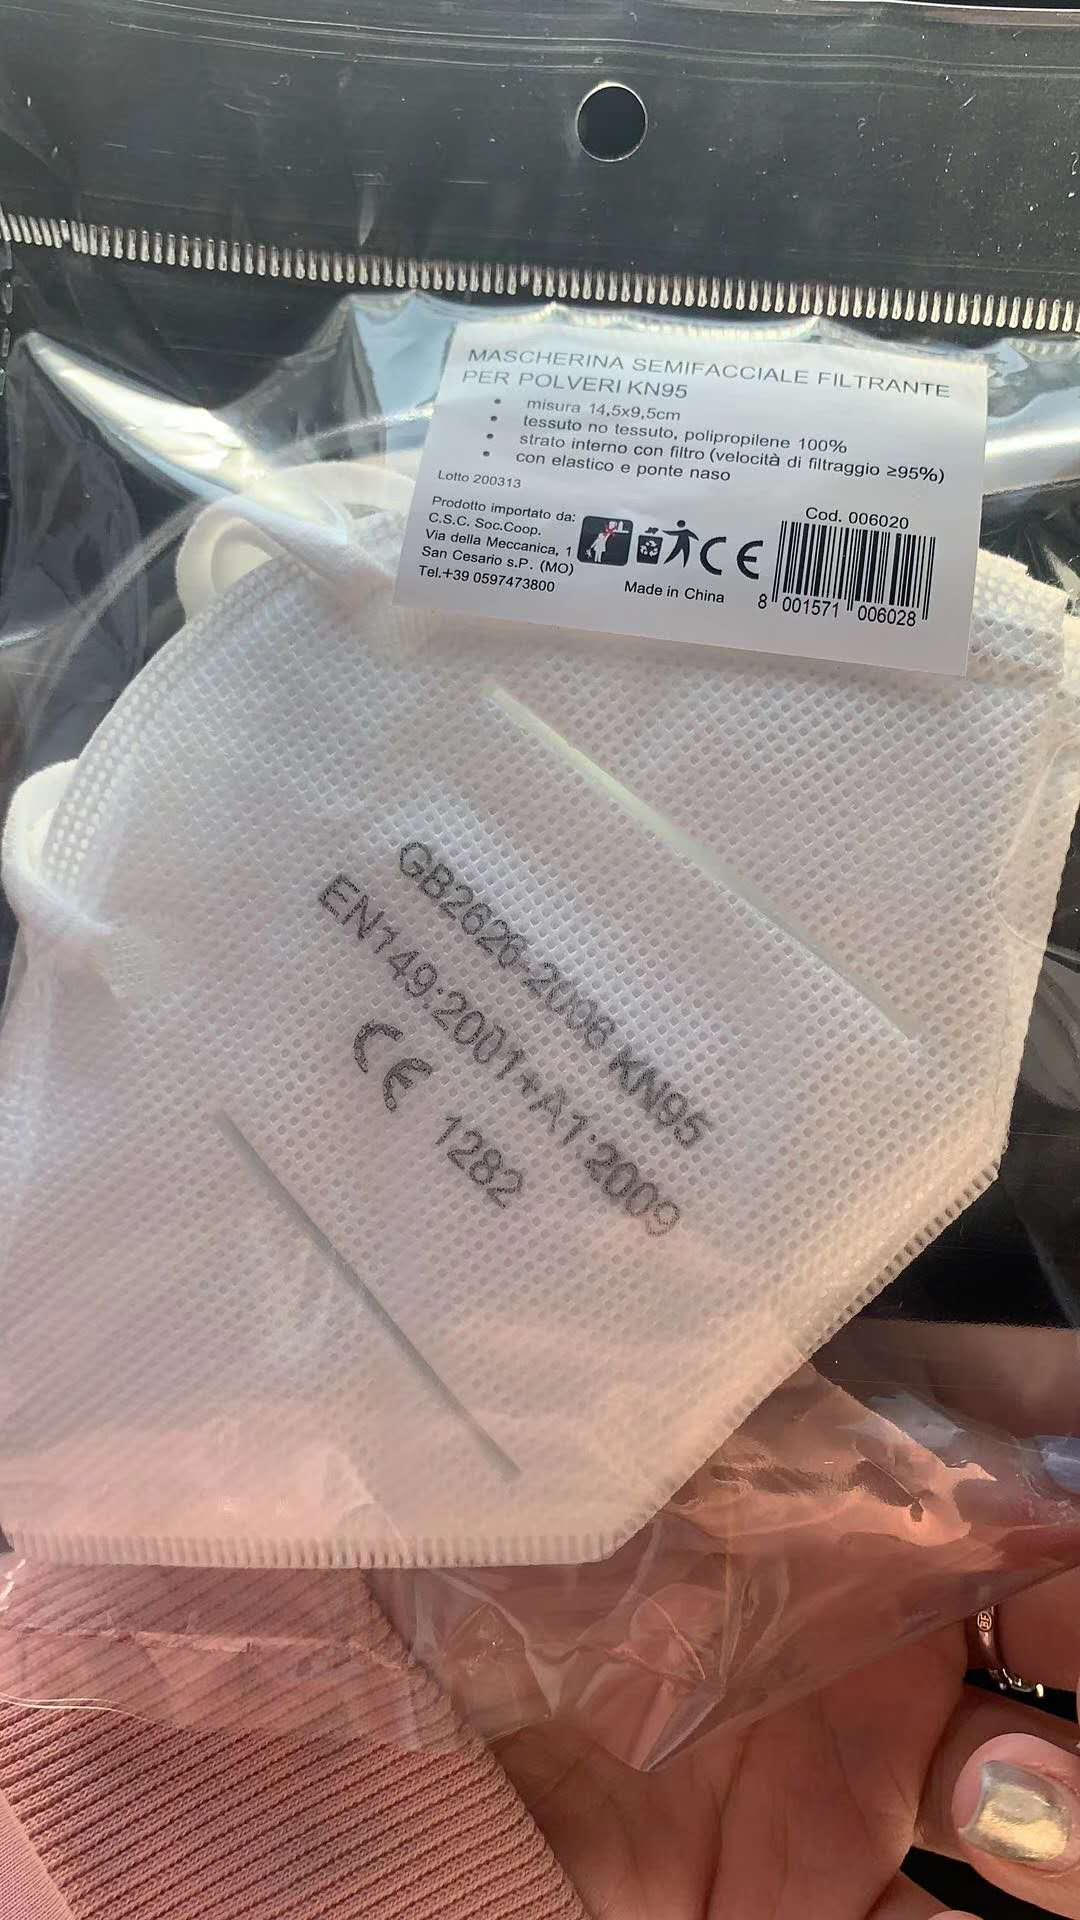 MASCHERINA SEMIFACCIALE FILTRANTE
PER POLVERI KN95
• misura 14,5x9,5cm
• tessuto no tessuto, polipropilene 100%
• strato interno con filtro (velocità di filtraggio ≥95%)
• con elastico e ponte naso
Lotto 200313
Prodotto importato da:
C.S.C. Soc.Coop.
Via della Meccanica, 1
San Cesario s.P. (MO)
Tel.+39 0597473800
CE
Made in China
Cod. 006020
8 001571 006028
GB2626-2006 KN95
EN149:2001+A1:2009
CE 1282